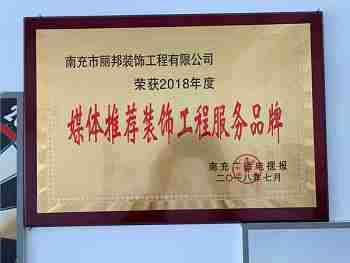 南充市丽邦装饰工程有限公司
荣获2018年度
媒体推荐装饰工程服务品牌
南充广播电视报
二〇一八年七月